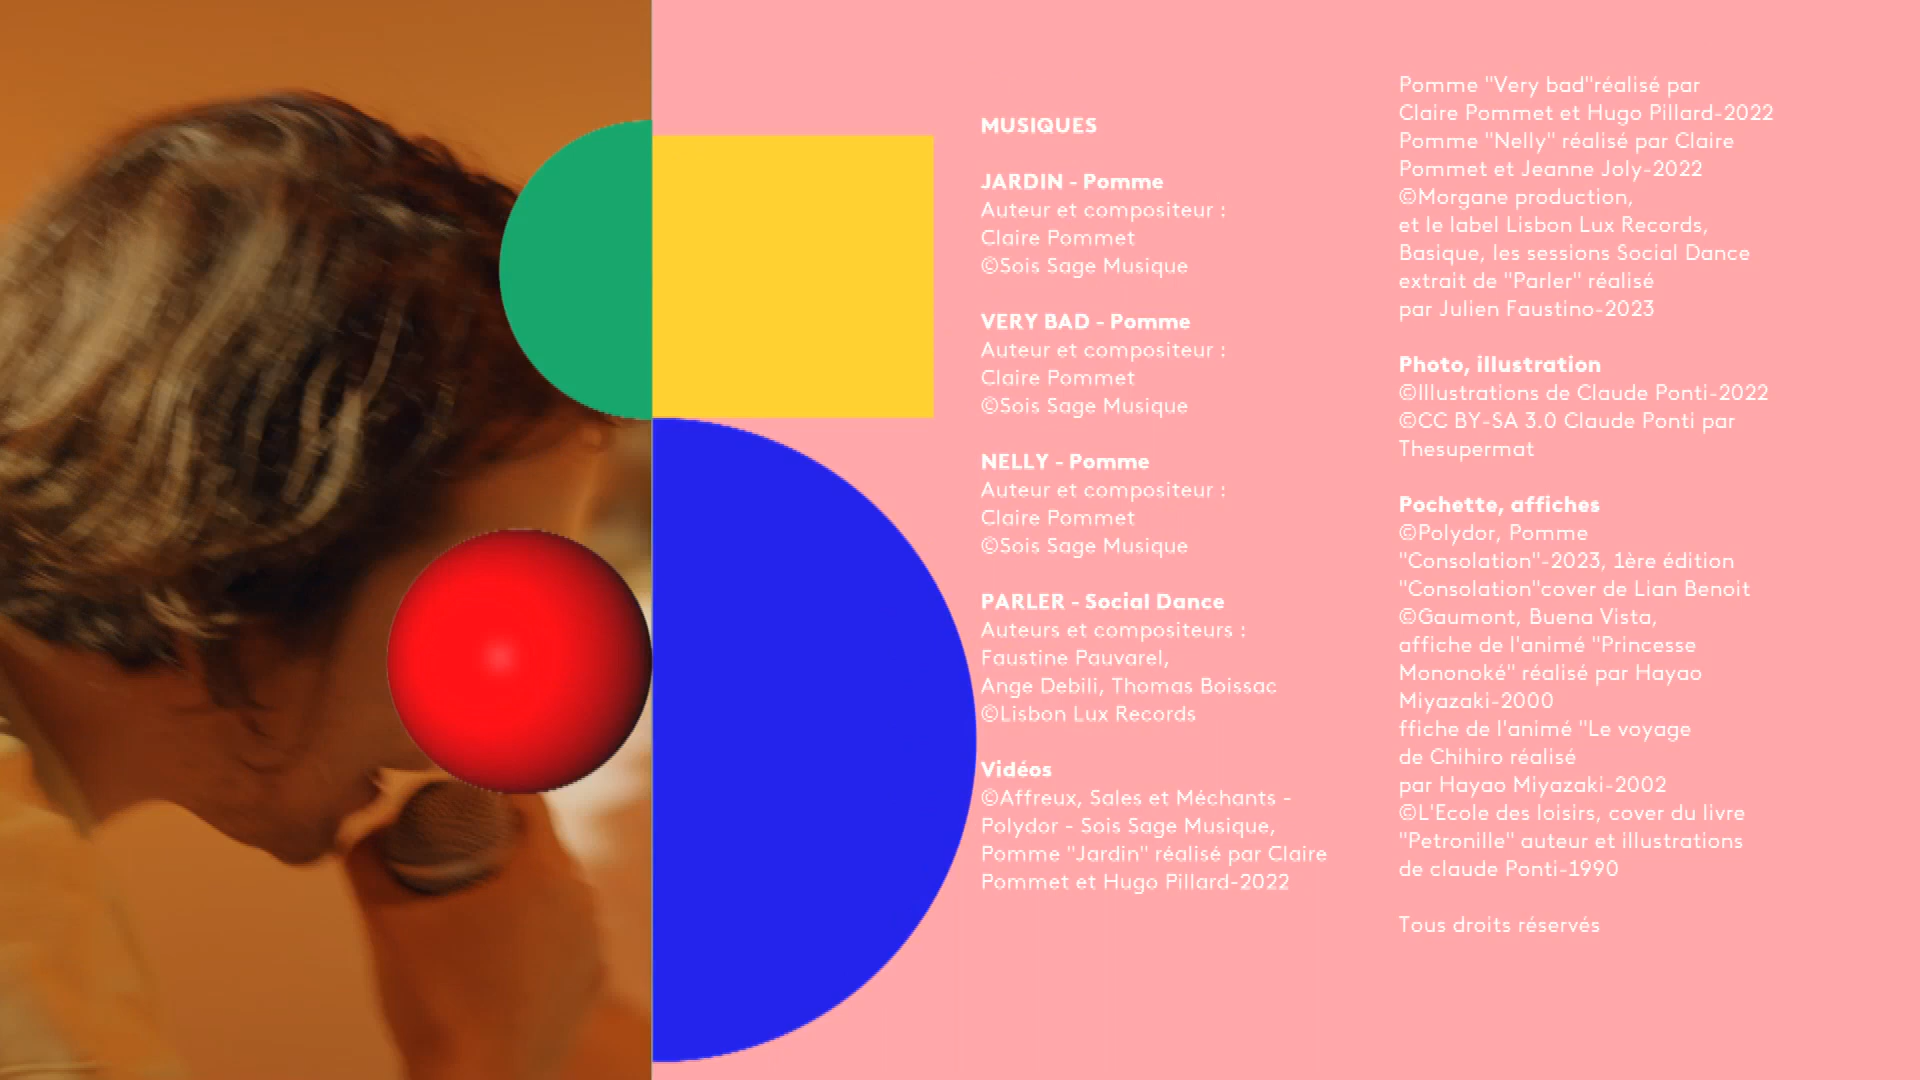 MUSIQUES
JARDIN - Pomme
Auteur et compositeur :
Claire Pommet
©Sois Sage Musique
VERY BAD - Pomme
Auteur et compositeur :
Claire Pommet
©Sois Sage Musique
NELLY - Pomme
Auteur et compositeur :
Claire Pommet
©Sois Sage Musique
PARLER - Social Dance
Auteurs et compositeurs :
Faustine Pauvarel,
Ange Debili, Thomas Boissac
©Lisbon Lux Records
Vidéos
©Affreux, Sales et Méchants -
Polydor - Sois Sage Musique,
Pomme "Jardin" réalisé par Claire
Pommet et Hugo Pillard-2022
Pomme "Very bad"réalisé par
Claire Pommet et Hugo Pillard-2022
Pomme "Nelly" réalisé par Claire
Pommet et Jeanne Joly-2022
©Morgane production,
et le label Lisbon Lux Records,
Basique, les sessions Social Dance
extrait de "Parler" réalisé
par Julien Faustino-2023
Photo, illustration
©Illustrations de Claude Ponti-2022
©CC BY-SA 3.0 Claude Ponti par
Thesupermat
Pochette, affiches
©Polydor, Pomme
"Consolation"-2023, 1ère édition
"Consolation"cover de Lian Benoit
©Gaumont, Buena Vista,
affiche de l'animé "Princesse
Mononoké" réalisé par Hayao
Miyazaki-2000
ffiche de l'animé "Le voyage
de Chihiro réalisé
par Hayao Miyazaki-2002
©L'Ecole des loisirs, cover du livre
"Petronille" auteur et illustrations
de claude Ponti-1990
Tous droits réservés